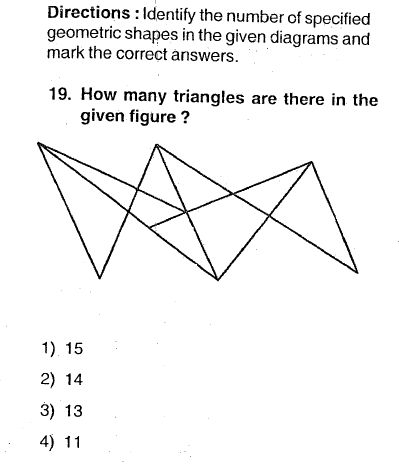 Directions : Identify the number of specified
geometric shapes in the given diagrams and
mark the correct answers.
19. How many triangles are there in the
given figure ?
1) 15
2) 14
3) 13
4) 11